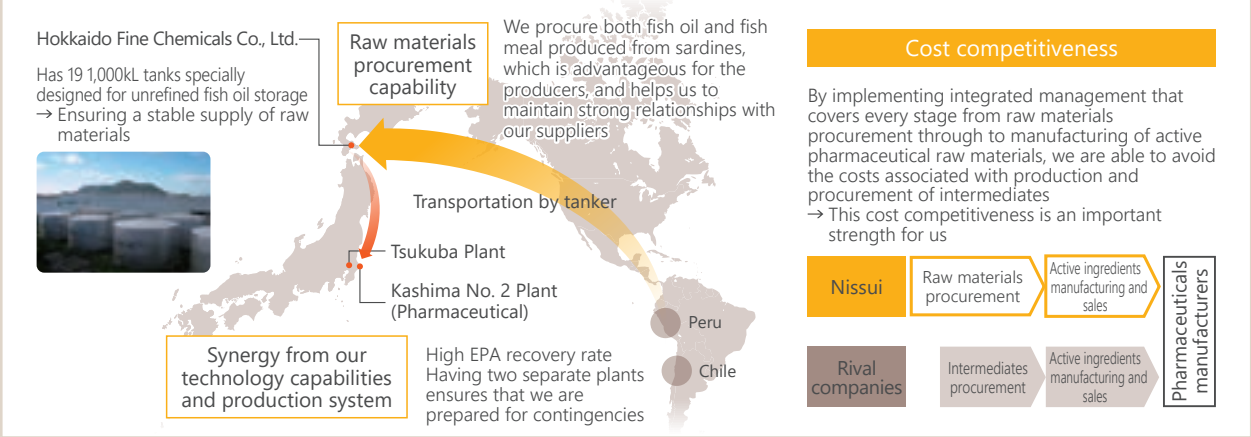 Hokkaido Fine Chemicals Co., Ltd.
Has 19 1,000kL tanks specially
designed for unrefined fish oil storage
→ Ensuring a stable supply of raw
materials
Raw materials
procurement
capability
We procure both fish oil and fish
meal produced from sardines,
which is advantageous for the
producers, and helps us to
maintain strong relationships with
our suppliers
Transportation by tanker
Tsukuba Plant
Kashima No. 2 Plant
(Pharmaceutical)
Peru
Chile
Synergy from our
technology capabilities
and production system
High EPA recovery rate
Having two separate plants
ensures that we are
prepared for contingencies
Cost competitiveness
By implementing integrated management that
covers every stage from raw materials
procurement through to manufacturing of active
pharmaceutical raw materials, we are able to avoid
the costs associated with production and
procurement of intermediates
→ This cost competitiveness is an important
strength for us
Nissui
Raw materials
procurement
Active ingredients
manufacturing and
sales
Rival
companies
Intermediates
procurement
Active ingredients
manufacturing and
sales
Pharmaceuticals
manufacturers